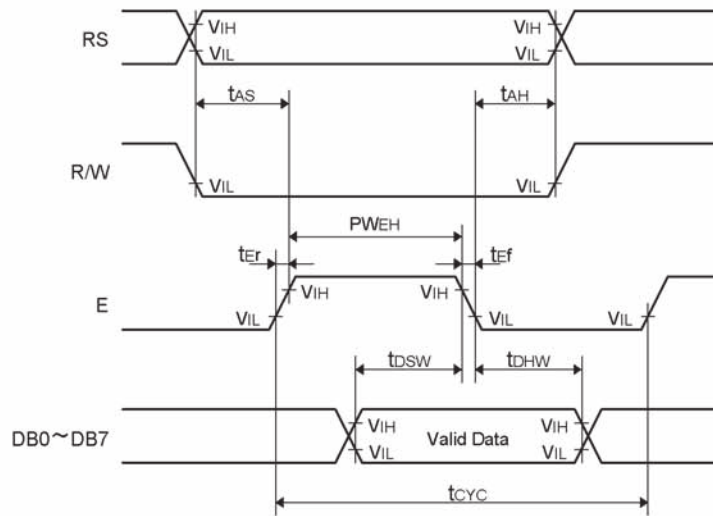 RS
VIH
VIL
VIH
VIL
tAS
tAH
R/W
VIL
VIL
PWEH
tEr
tEf
E
VIL
VIH
VIH
VIL
VIL
tDSW
tDHW
DB0~DB7
VIH
VIL
Valid Data
VIH
VIL
tCYC